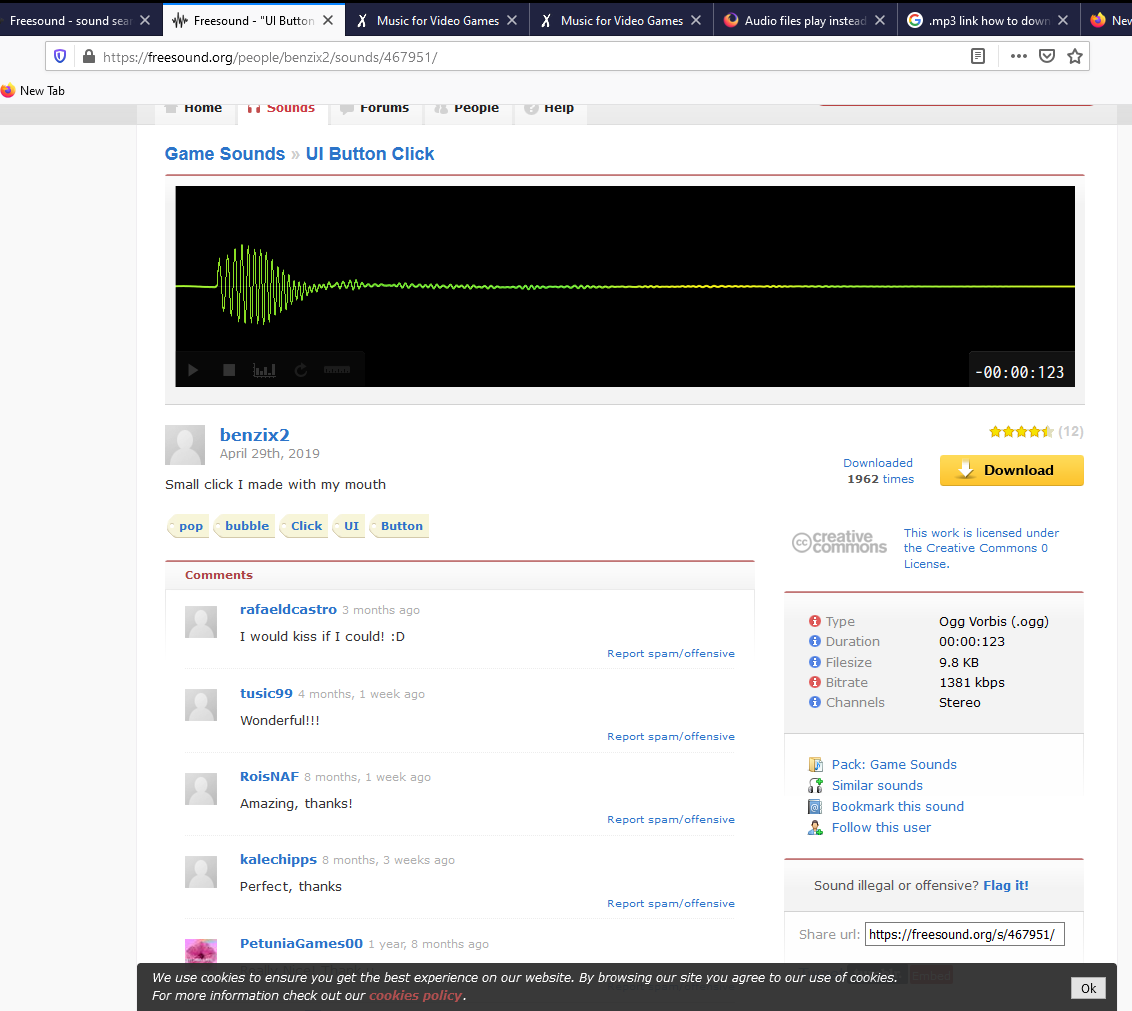 Freesound - sound sear
Freesound - "UI Button
Music for Video Games
Music for Video Games
Audio files play instead
.mp3 link how to down
New
https://freesound.org/people/benzix2/sounds/467951/
New Tab
Home
Sounds
Forums
People
Help
Game Sounds » UI Button Click
-00:00:123
benzix2
April 29th, 2019
(12)
Downloaded
1962 times
Download
Small click I made with my mouth
pop
bubble
Click
UI
Button
cc creative
commons
This work is licensed under
the Creative Commons 0
License.
Comments
rafaeldcastro 3 months ago
I would kiss if I could! :D
Report spam/offensive
tusic99 4 months, 1 week ago
Wonderful!!!
Report spam/offensive
RoisNAF 8 months, 1 week ago
Amazing, thanks!
Report spam/offensive
kalechipps 8 months, 3 weeks ago
Perfect, thanks
Report spam/offensive
PetuniaGames00 1 year, 8 months ago
Type Ogg Vorbis (.ogg)
Duration 00:00:123
Filesize 9.8 KB
Bitrate 1381 kbps
Channels Stereo
Pack: Game Sounds
Similar sounds
Bookmark this sound
Follow this user
Sound illegal or offensive? Flag it!
Share url: https://freesound.org/s/467951/
Embed
We use cookies to ensure you get the best experience on our website. By browsing our site you agree to our use of cookies.
For more information check out our cookies policy.
Ok